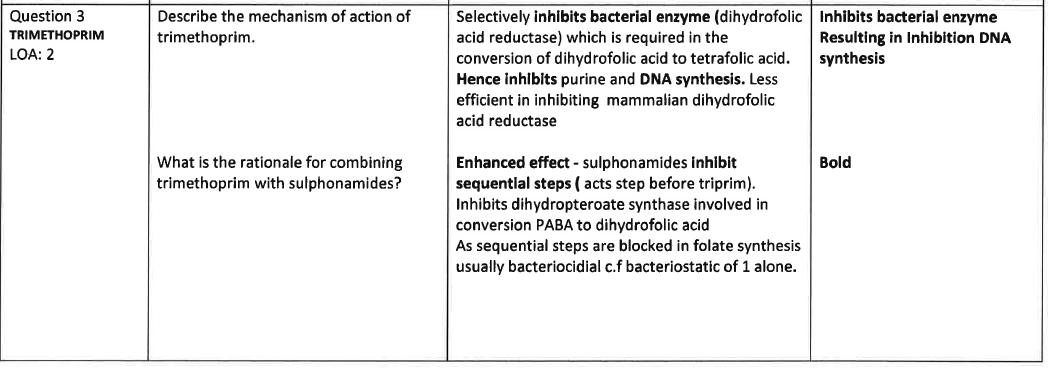 Question 3
TRIMETHOPRIM
LOA: 2
Describe the mechanism of action of
trimethoprim.
Selectively inhibits bacterial enzyme (dihydrofolic
acid reductase) which is required in the
conversion of dihydrofolic acid to tetrafolic acid.
Hence inhibits purine and DNA synthesis. Less
efficient in inhibiting mammalian dihydrofolic
acid reductase
Inhibits bacterial enzyme
Resulting in Inhibition DNA
synthesis
What is the rationale for combining
trimethoprim with sulphonamides?
Enhanced effect - sulphonamides inhibit
sequential steps ( acts step before triprim).
Inhibits dihydropteroate synthase involved in
conversion PABA to dihydrofolic acid
As sequential steps are blocked in folate synthesis
usually bacteriocidial c.f bacteriostatic of 1 alone.
Bold